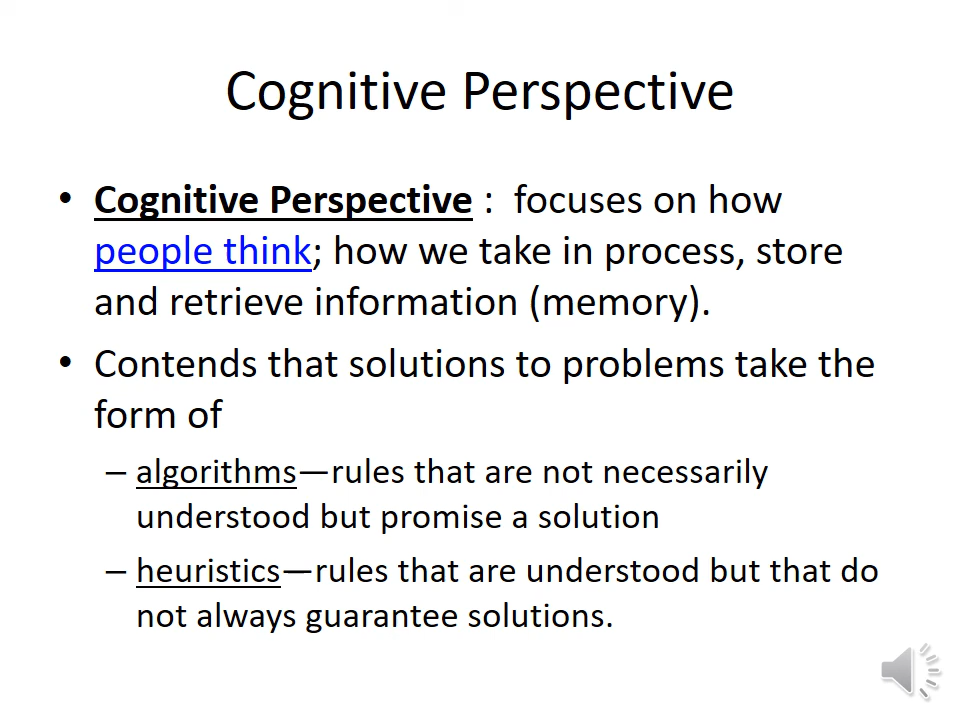 Cognitive Perspective
• Cognitive Perspective :  focuses on how
people think; how we take in process, store
and retrieve information (memory).
• Contends that solutions to problems take the
form of
– algorithms—rules that are not necessarily
understood but promise a solution
– heuristics—rules that are understood but that do
not always guarantee solutions.